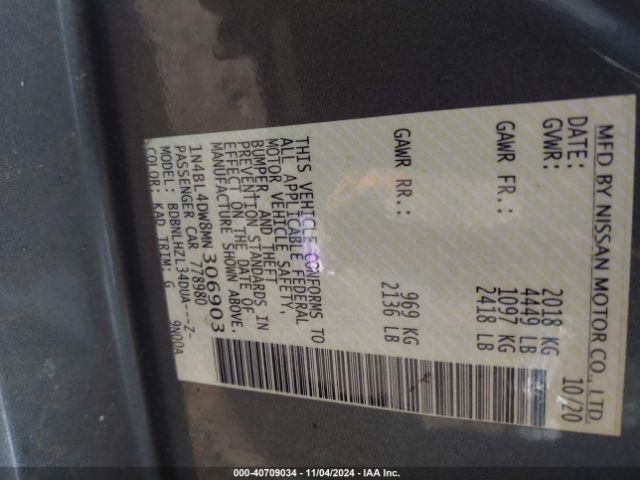 MFD BY NISSAN MOTOR CO., LTD.
DATE: 10/20
GVWR: 2018 KG
4449 LB
GAWR FR.: 1097 KG
2418 LB
GAWR RR.: 969 KG
2136 LB
THIS VEHICLE CONFORMS TO
ALL APPLICABLE FEDERAL
MOTOR VEHICLE SAFETY,
BUMPER, AND THEFT
PREVENTION STANDARDS IN
EFFECT ON THE DATE OF
MANUFACTURE SHOWN ABOVE.
1N4BL4DW8MN306903
PASSENGER CAR 778980
MODEL: BDBNLHZL34DUA---Z-
COLOR: KAD TRIM: G 9N00A
000-40709034 - 11/04/2024 - IAA Inc.